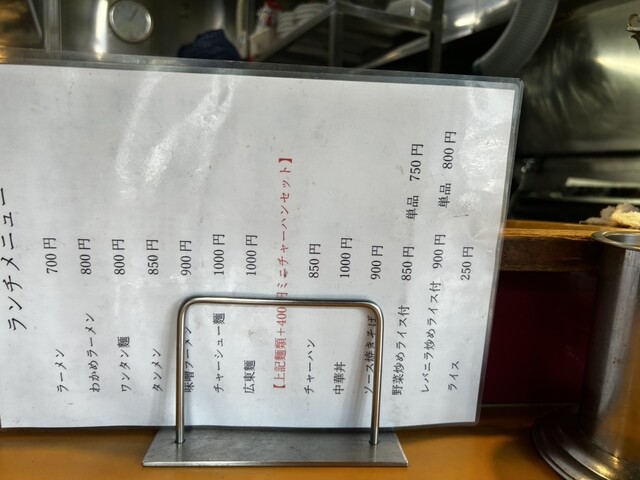 ランチメニュー
ラーメン 700円
わかめラーメン 800円
ワンタン麺 800円
タンメン 850円
味噌ラーメン 900円
チャーシュー麺 1000円
広東麺 1000円
【上記麺類+400円ミニチャーハンセット】
チャーハン 850円
中華丼 1000円
ソース焼きそば 900円
野菜炒めライス付 850円 単品 750円
レバニラ炒めライス付 900円 単品 800円
ライス 250円